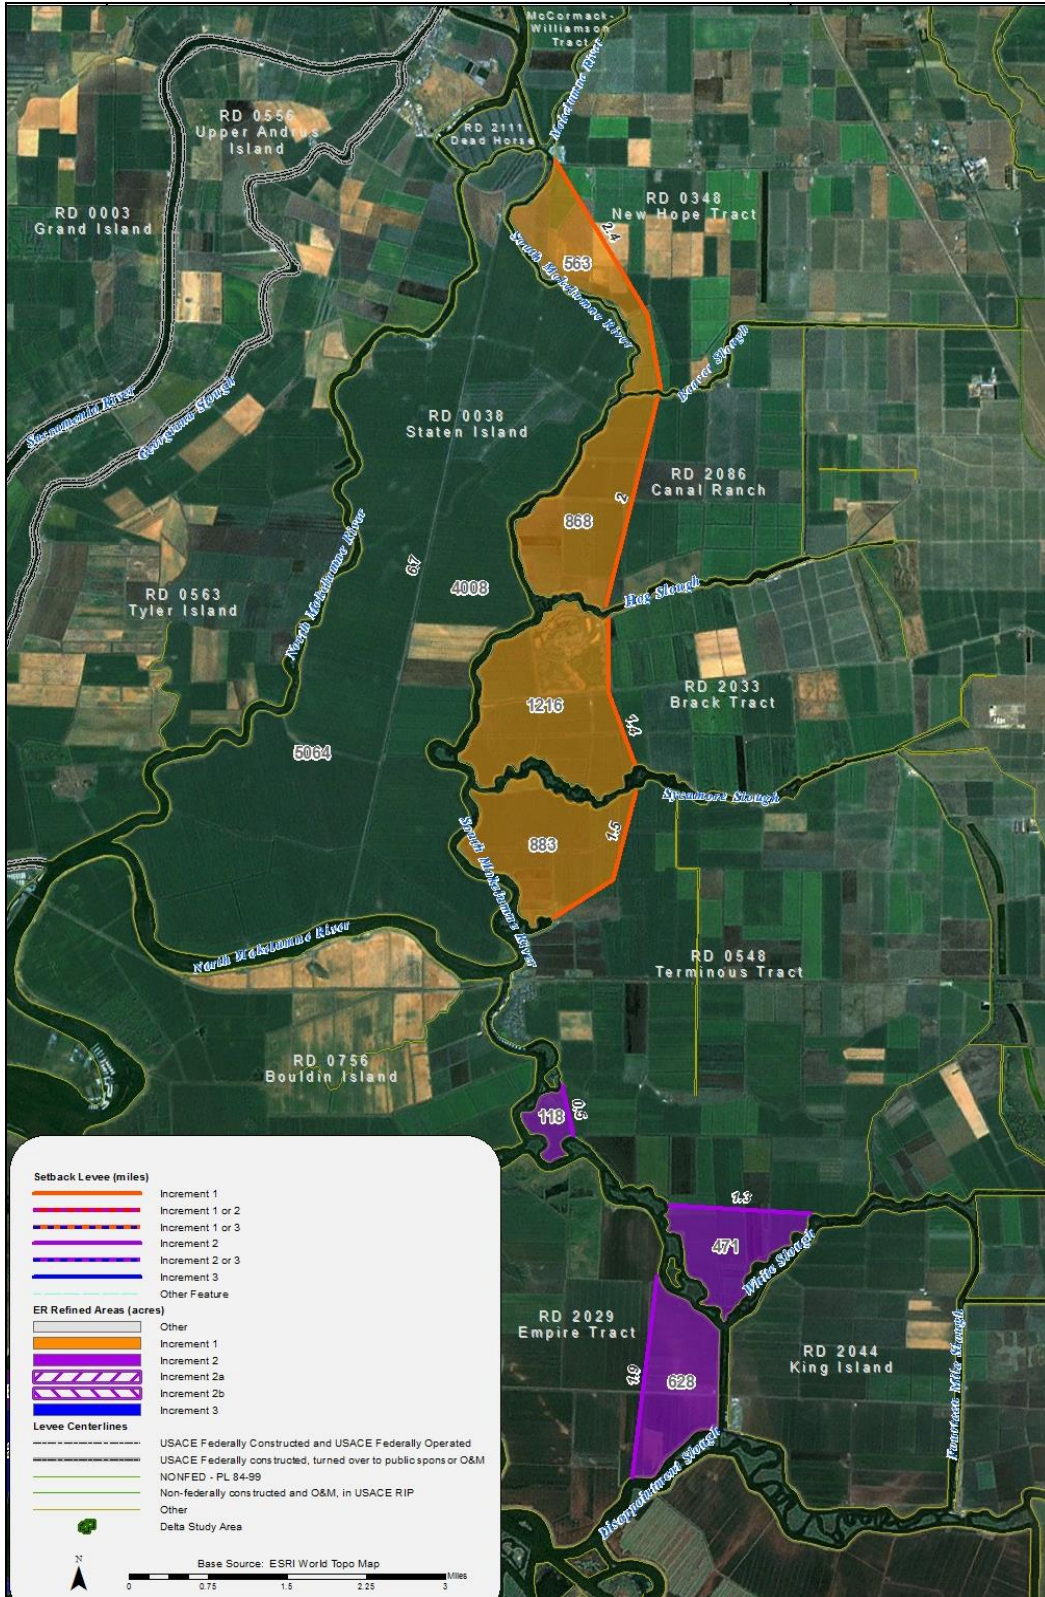 McCormack-
Williamson
Tract
Mokelumne River
RD 0556
Upper Andrus
Island
RD 2111
Dead Horse
RD 0003
Grand Island
RD 0348
New Hope Tract
2.4
563
South Mokelumne River
Beaver Slough
Sacramento River
Georgiana Slough
RD 0038
Staten Island
RD 2086
Canal Ranch
2
868
North Mokelumne River
6.7
4008
Hog Slough
RD 0563
Tyler Island
RD 2033
Brack Tract
1216
1.4
5064
Sycamore Slough
1.5
883
South Mokelumne River
North Mokelumne River
RD 0548
Terminous Tract
RD 0756
Bouldin Island
118
0.5
1.3
471
White Slough
RD 2029
Empire Tract
RD 2044
King Island
Fourteen Mile Slough
1.9
628
Disappointment Slough
Setback Levee (miles)
Increment 1
Increment 1 or 2
Increment 1 or 3
Increment 2
Increment 2 or 3
Increment 3
Other Feature
ER Refined Areas (acres)
Other
Increment 1
Increment 2
Increment 2a
Increment 2b
Increment 3
Levee Centerlines
USACE Federally Constructed and USACE Federally Operated
USACE Federally constructed, turned over to public sponsor O&M
NONFED - PL 84-99
Non-federally constructed and O&M, in USACE RIP
Other
Delta Study Area
N
Base Source: ESRI World Topo Map
Miles
0 0.75 1.5 2.25 3